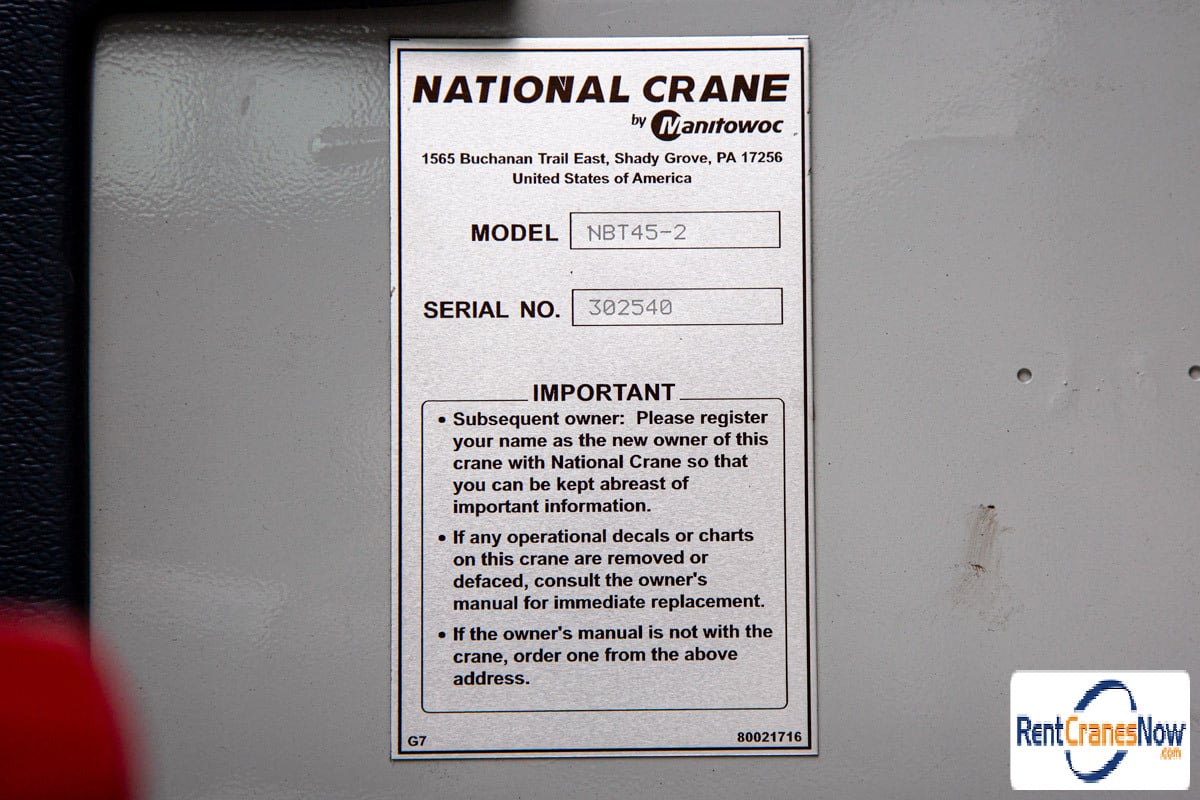 NATIONAL CRANE
by Manitowoc
1565 Buchanan Trail East, Shady Grove, PA 17256
United States of America
MODEL NBT45-2
SERIAL NO. 302540
IMPORTANT
• Subsequent owner: Please register
your name as the new owner of this
crane with National Crane so that
you can be kept abreast of
important information.
• If any operational decals or charts
on this crane are removed or
defaced, consult the owner's
manual for immediate replacement.
• If the owner's manual is not with the
crane, order one from the above
address.
G7 80021716
RentCranesNow
.com